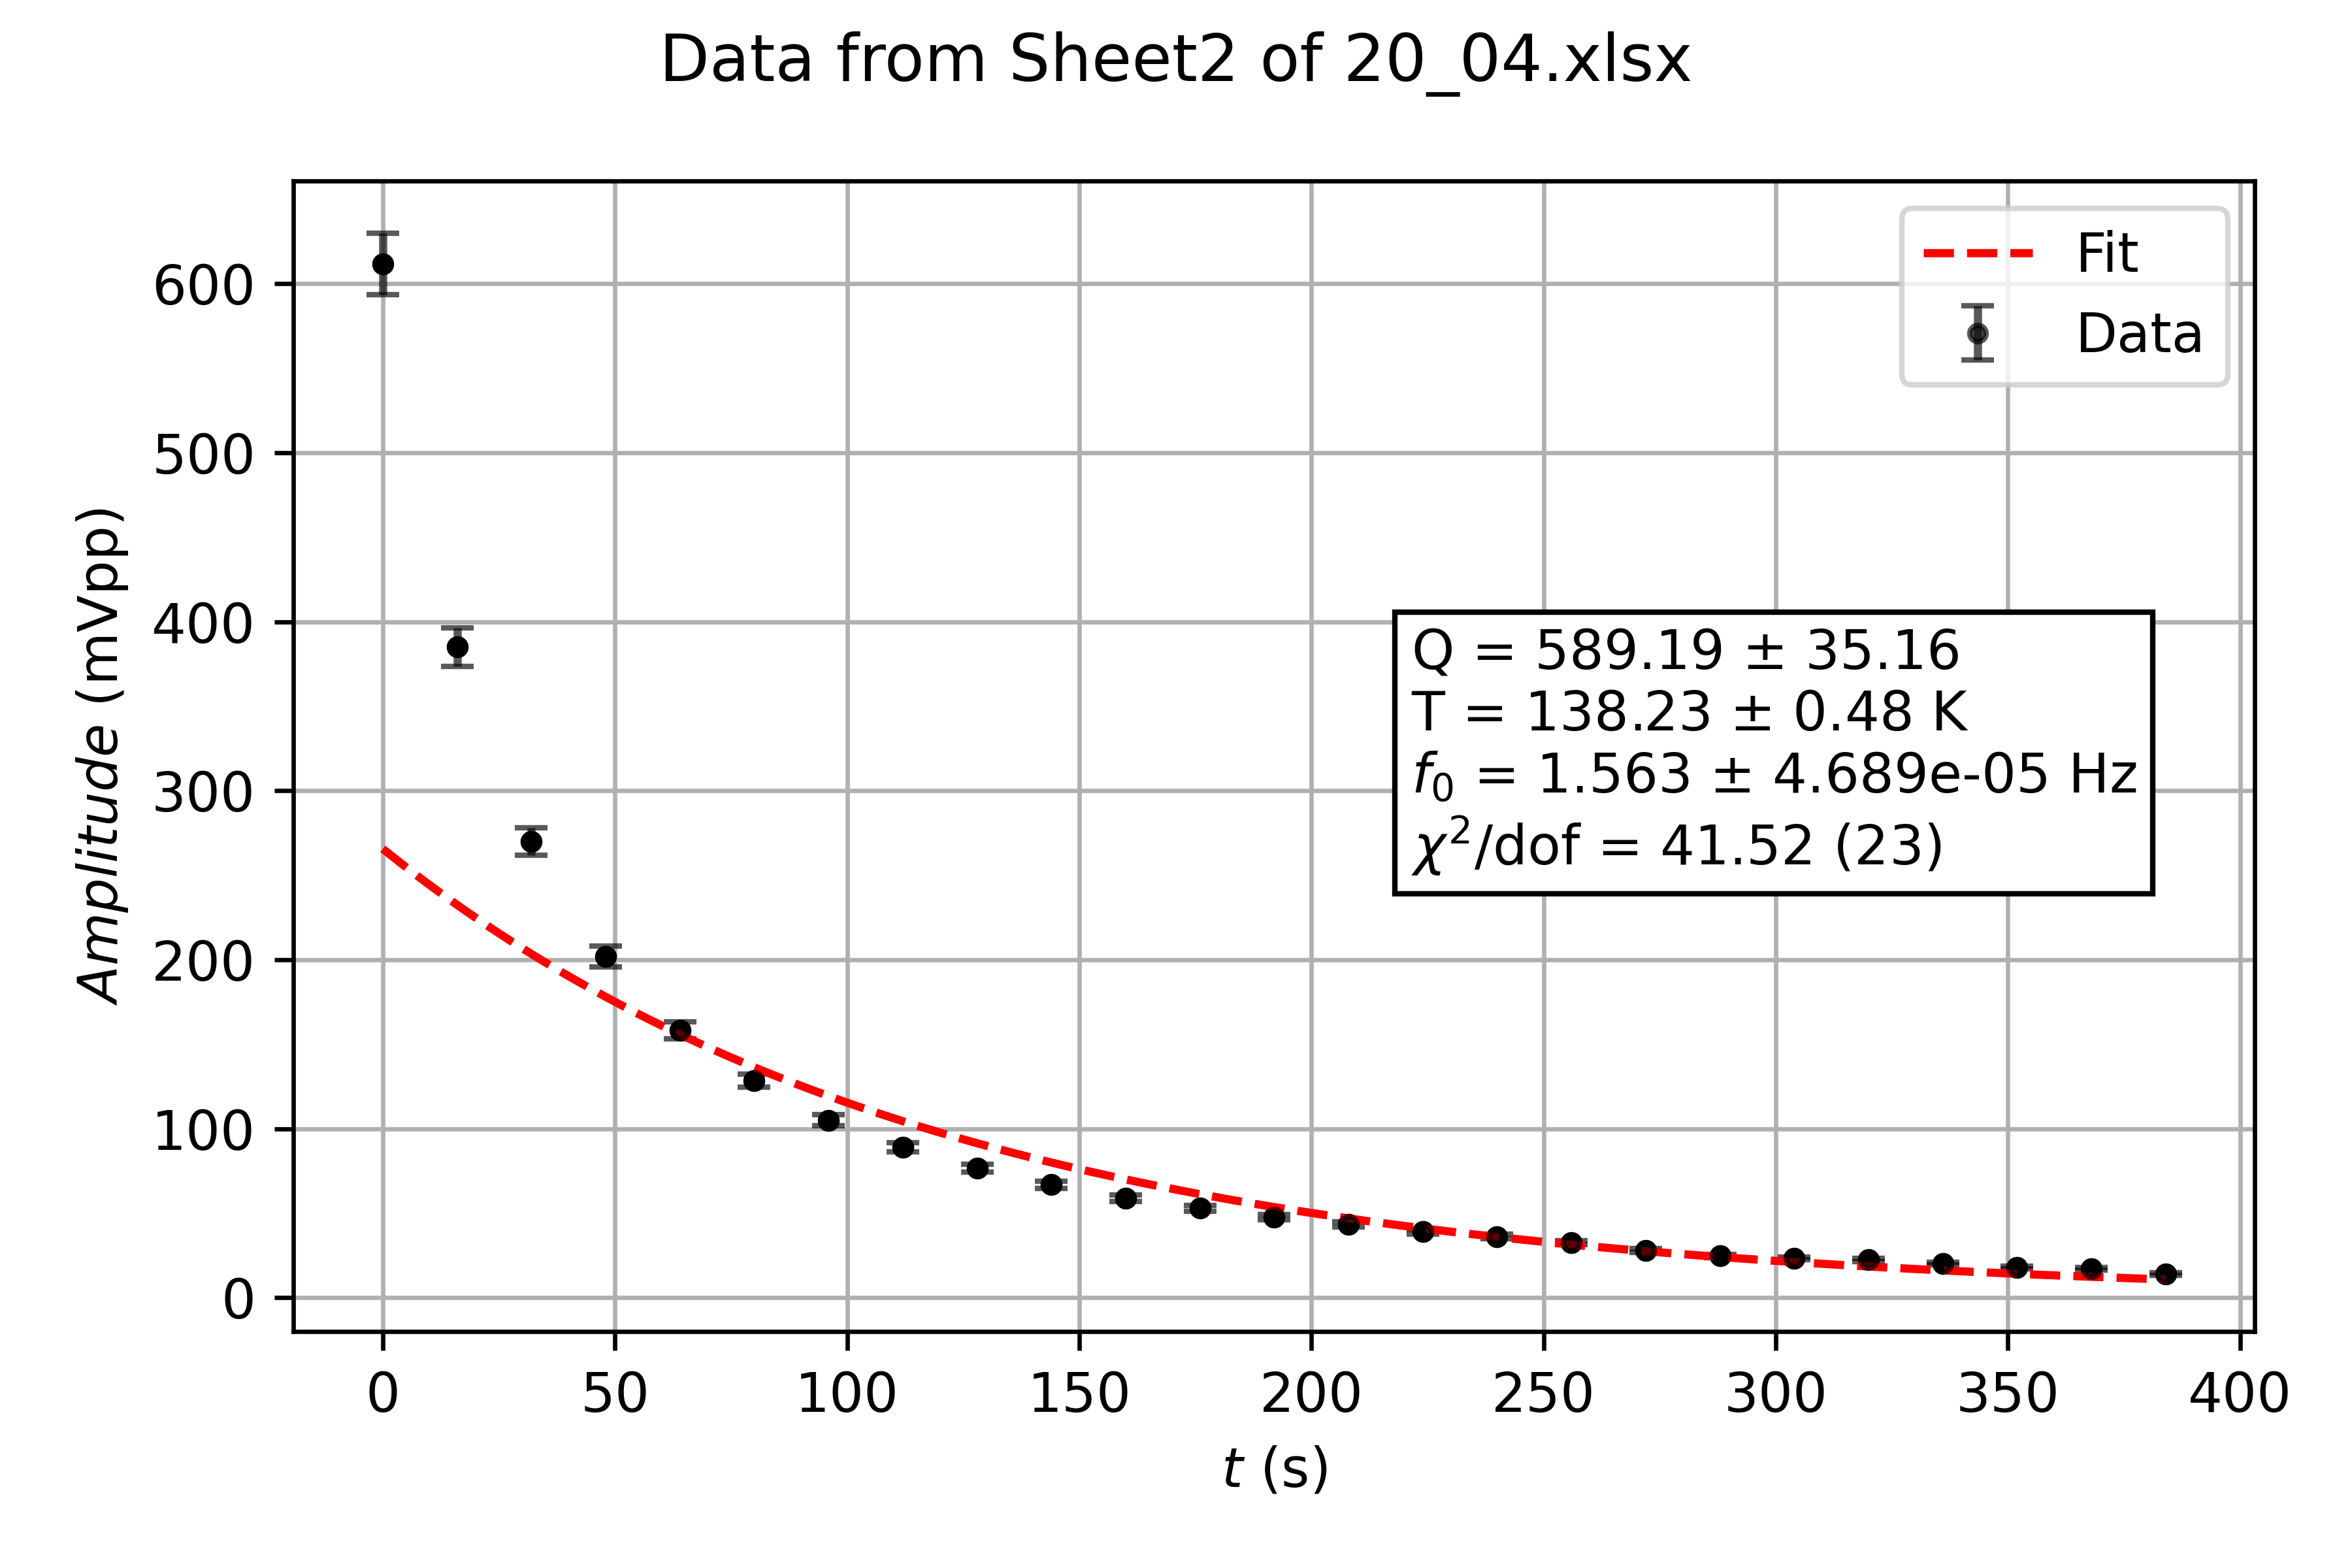 Data from Sheet2 of 20_04.xlsx
Fit
Data
Q = 589.19 ± 35.16
T = 138.23 ± 0.48 K
f₀ = 1.563 ± 4.689e-05 Hz
χ²/dof = 41.52 (23)
Amplitude (mVpp)
600
500
400
300
200
100
0
0 50 100 150 200 250 300 350 400
t (s)